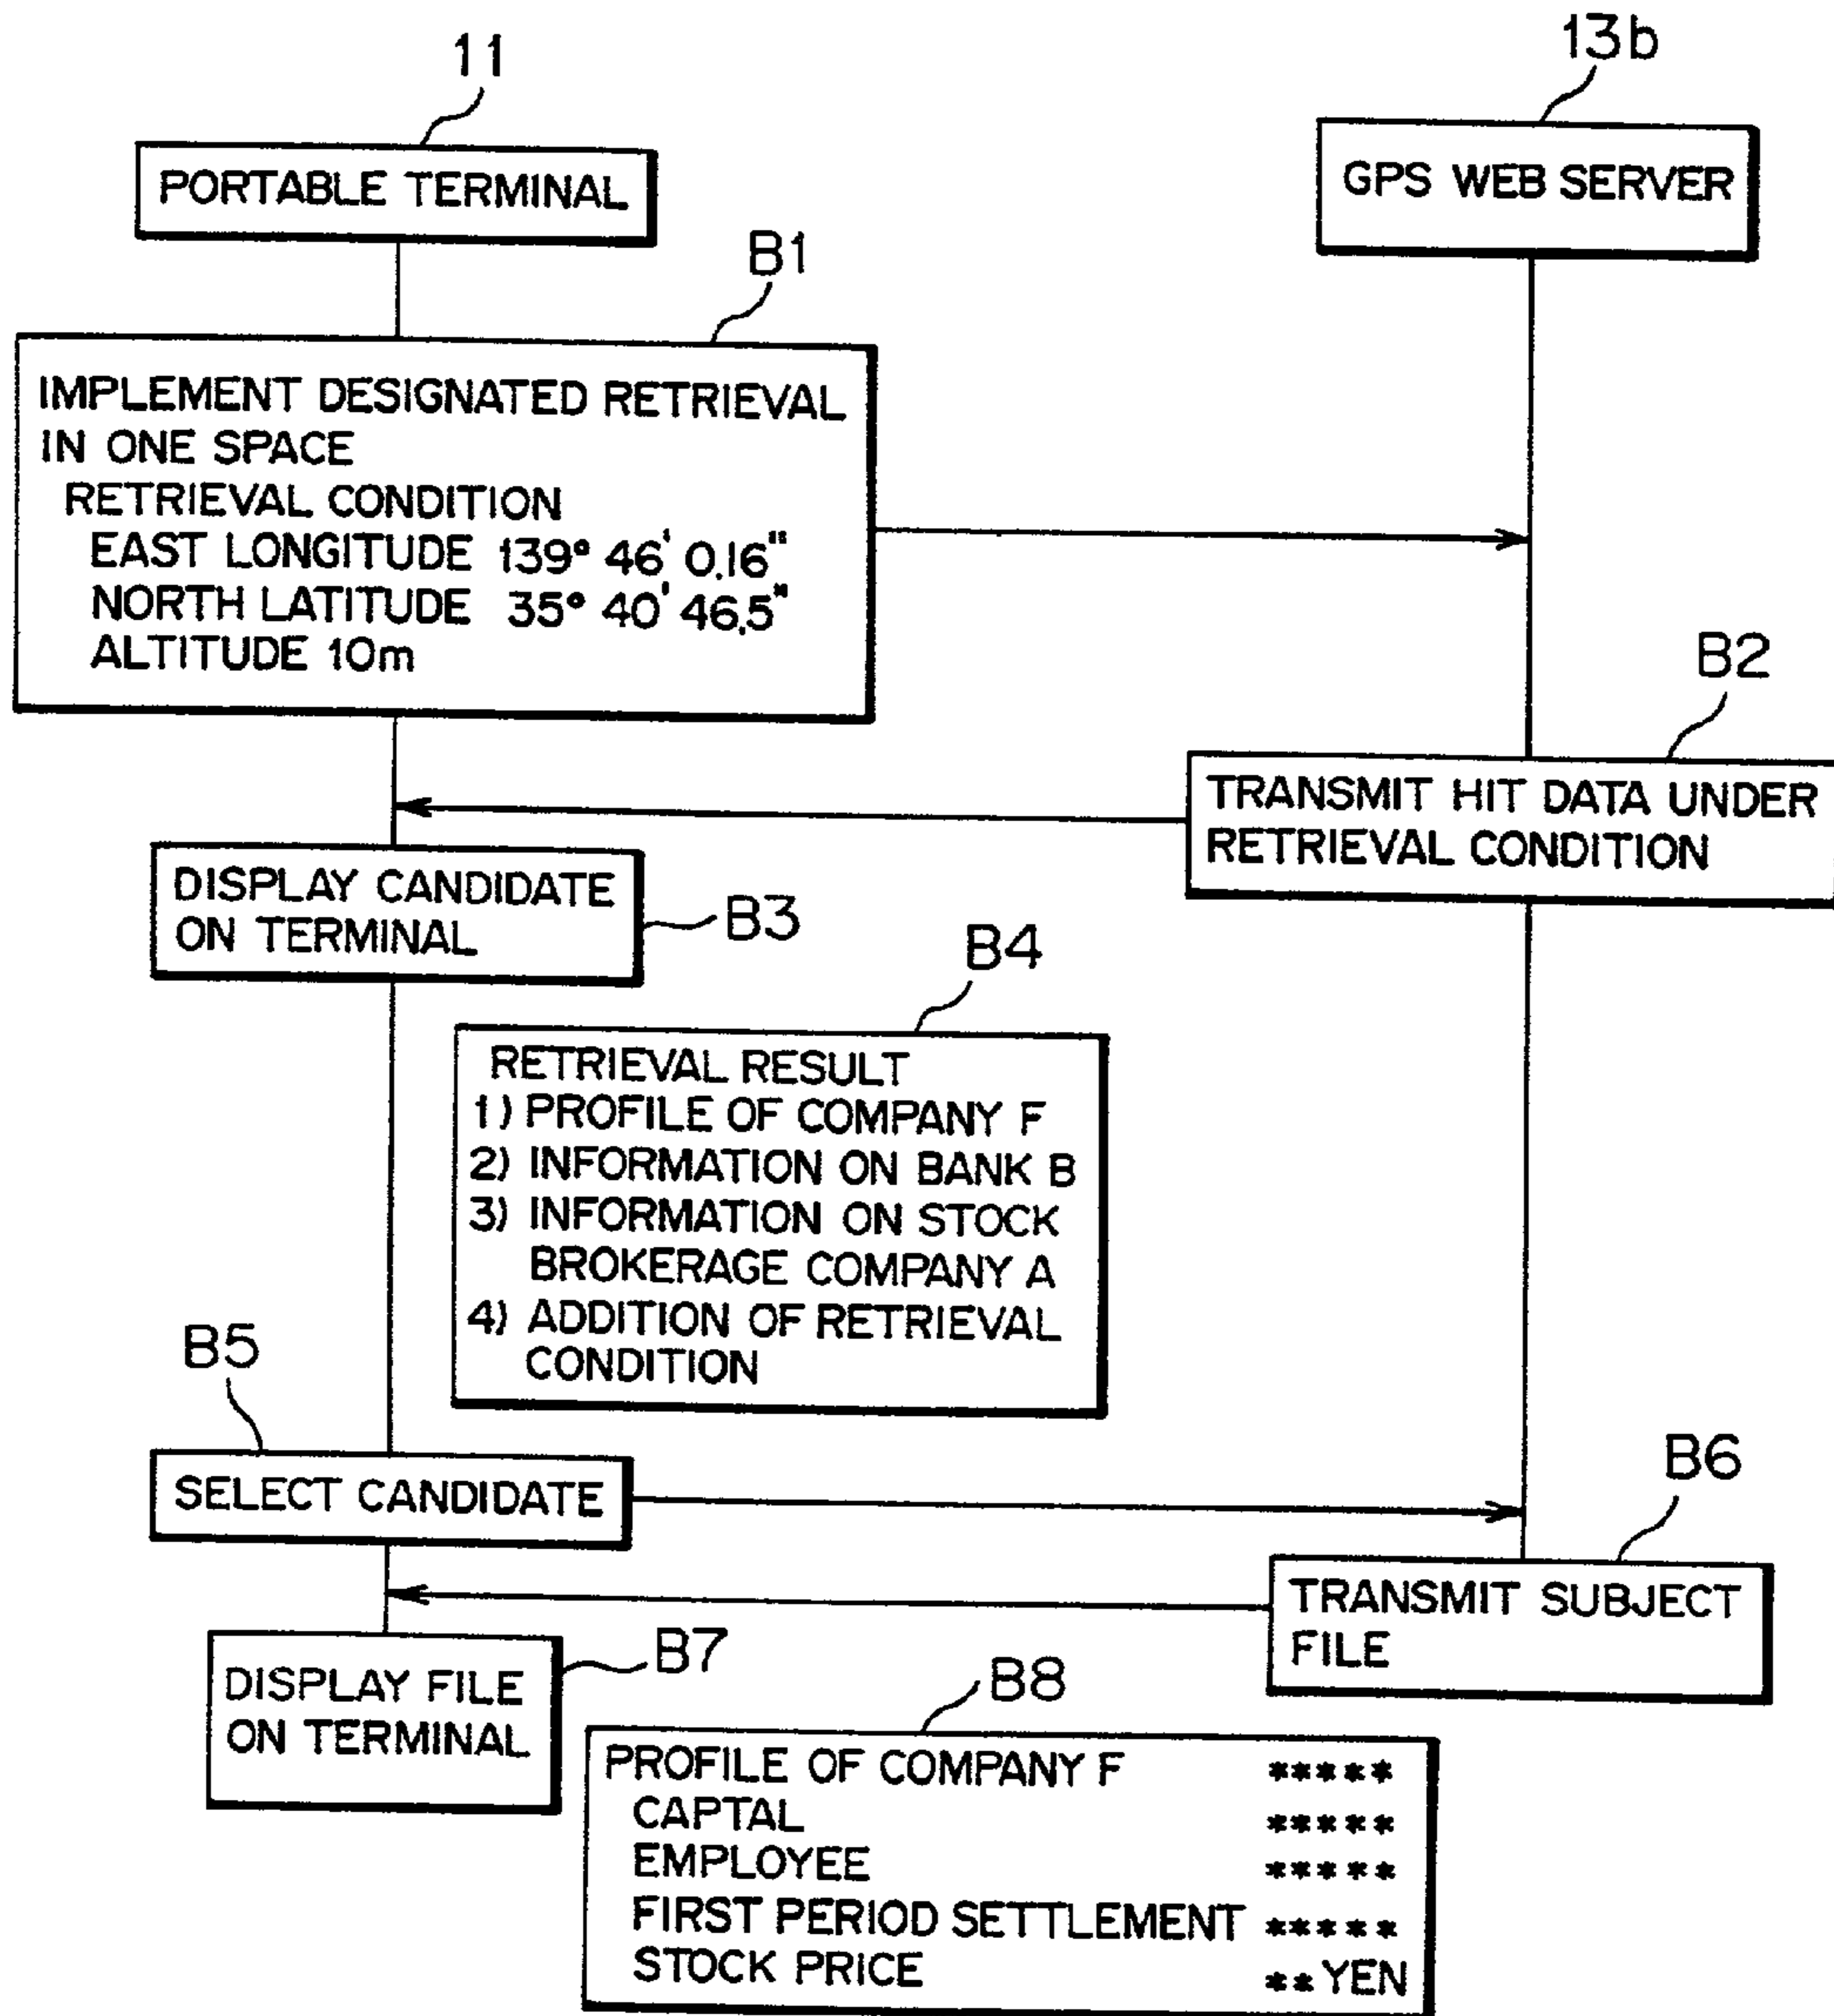 11
13b
PORTABLE TERMINAL
GPS WEB SERVER
B1
IMPLEMENT DESIGNATED RETRIEVAL
IN ONE SPACE
RETRIEVAL CONDITION
EAST LONGITUDE 139° 46' 0.16"
NORTH LATITUDE 35° 40' 46.5"
ALTITUDE 10m
B2
TRANSMIT HIT DATA UNDER
RETRIEVAL CONDITION
DISPLAY CANDIDATE
ON TERMINAL
B3
B4
RETRIEVAL RESULT
1) PROFILE OF COMPANY F
2) INFORMATION ON BANK B
3) INFORMATION ON STOCK
BROKERAGE COMPANY A
4) ADDITION OF RETRIEVAL
CONDITION
B5
SELECT CANDIDATE
B6
TRANSMIT SUBJECT
FILE
B7
DISPLAY FILE
ON TERMINAL
B8
PROFILE OF COMPANY F *****
CAPTAL *****
EMPLOYEE *****
FIRST PERIOD SETTLEMENT *****
STOCK PRICE **YEN